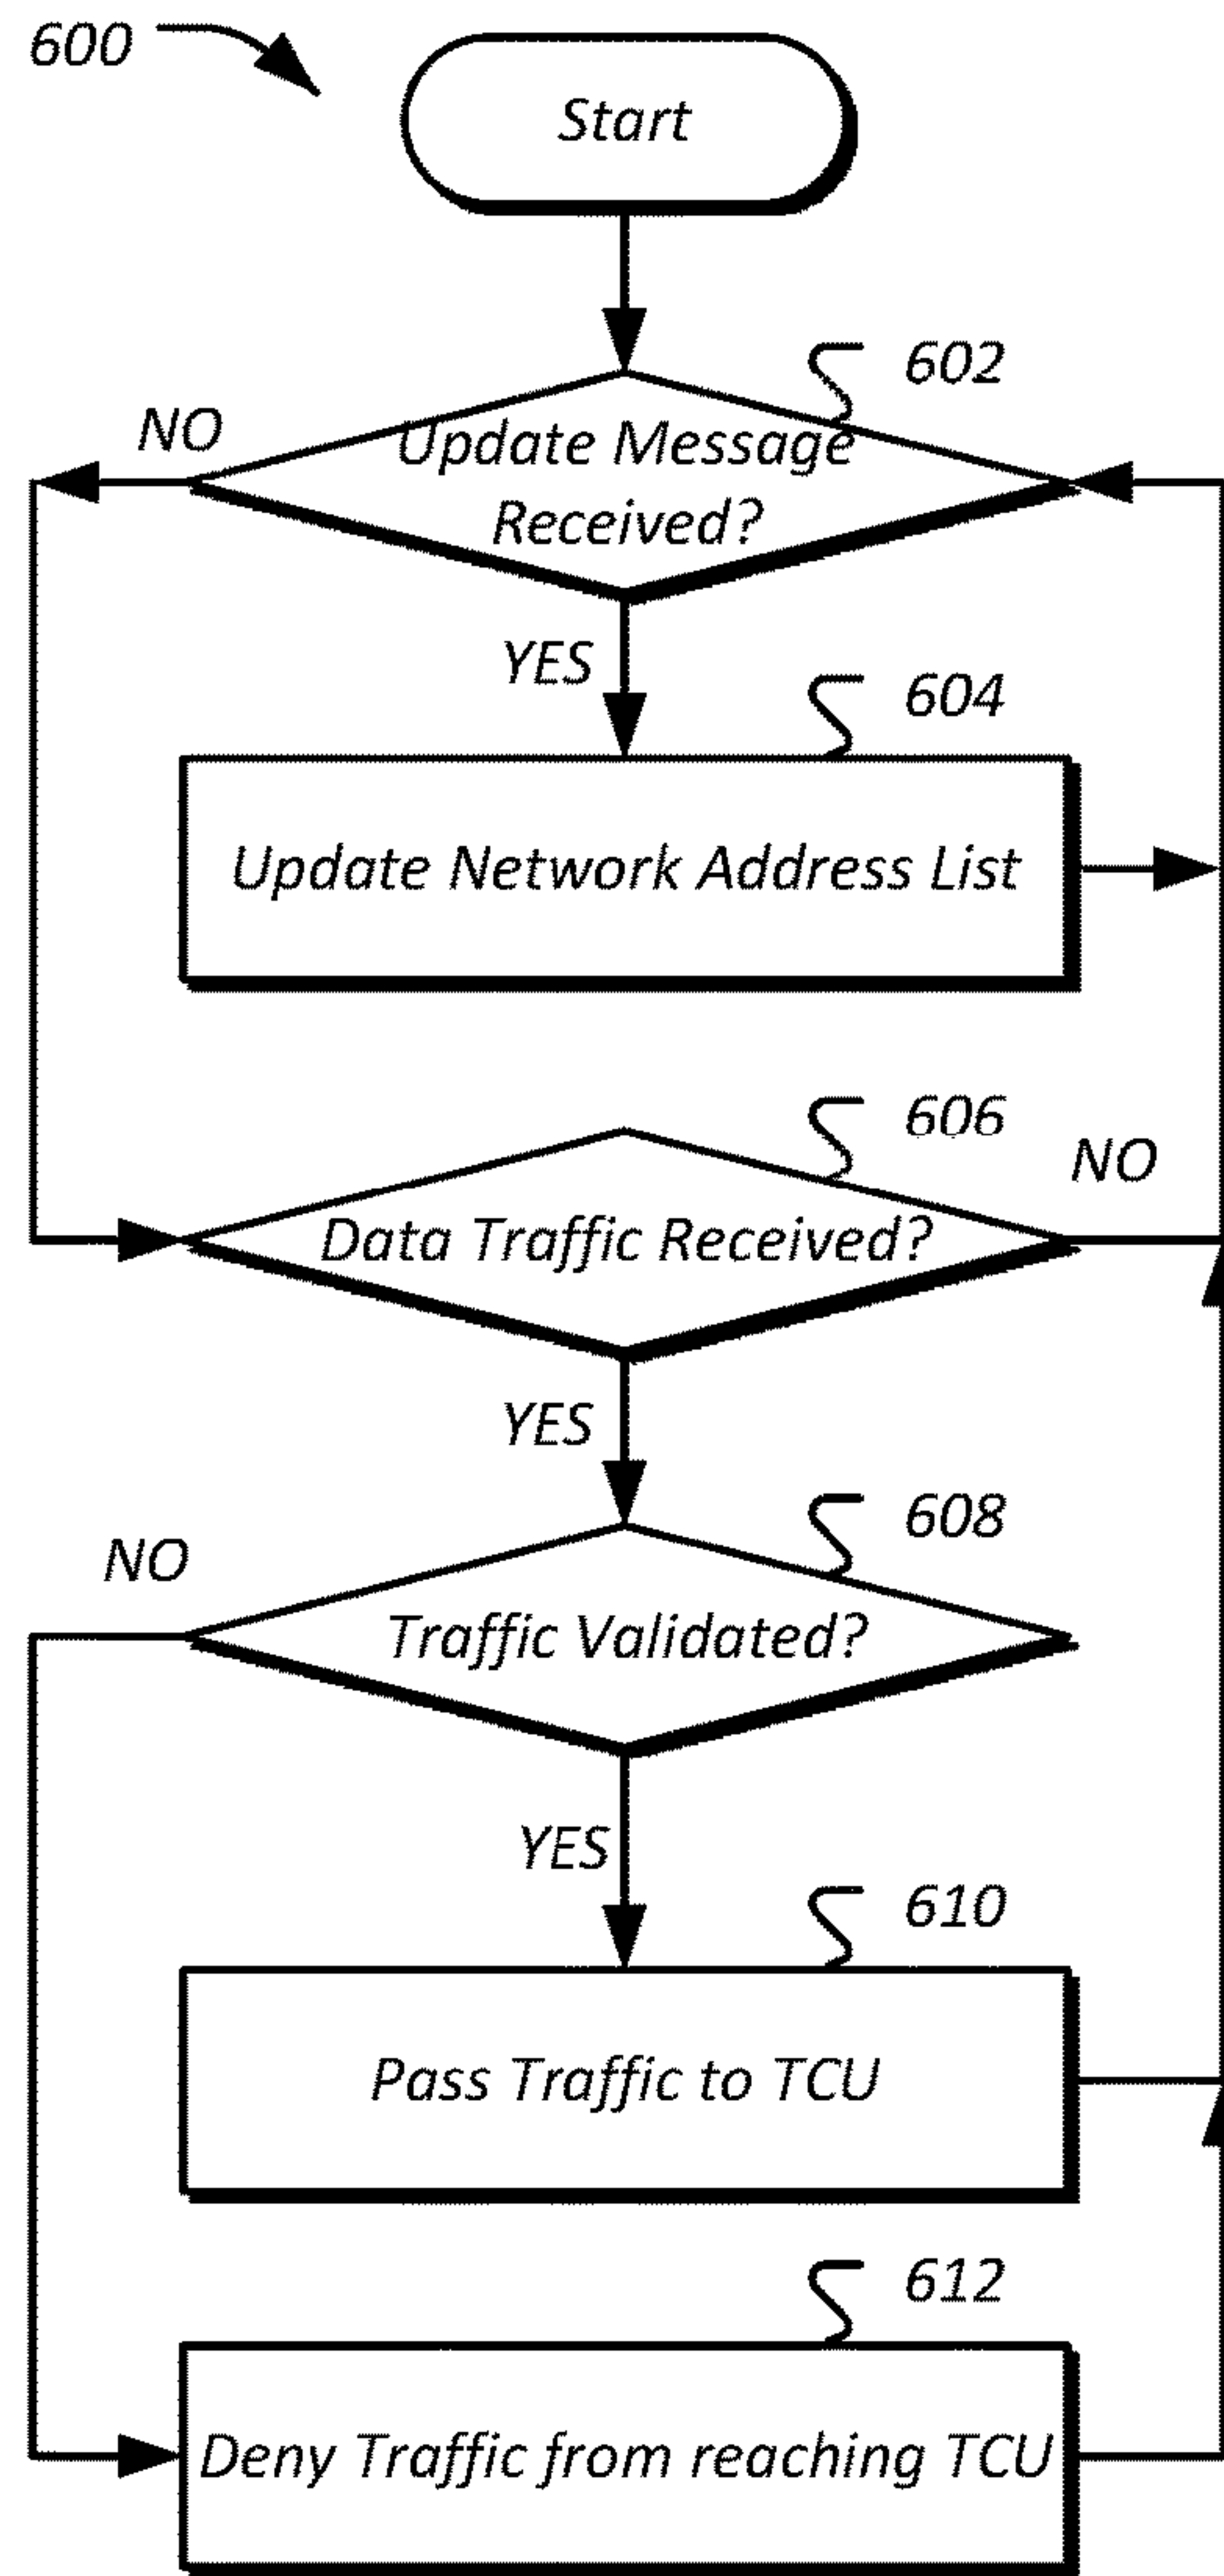 600
Start
602
NO
Update Message
Received?
YES
604
Update Network Address List
606
NO
Data Traffic Received?
YES
608
NO
Traffic Validated?
YES
610
Pass Traffic to TCU
612
Deny Traffic from reaching TCU